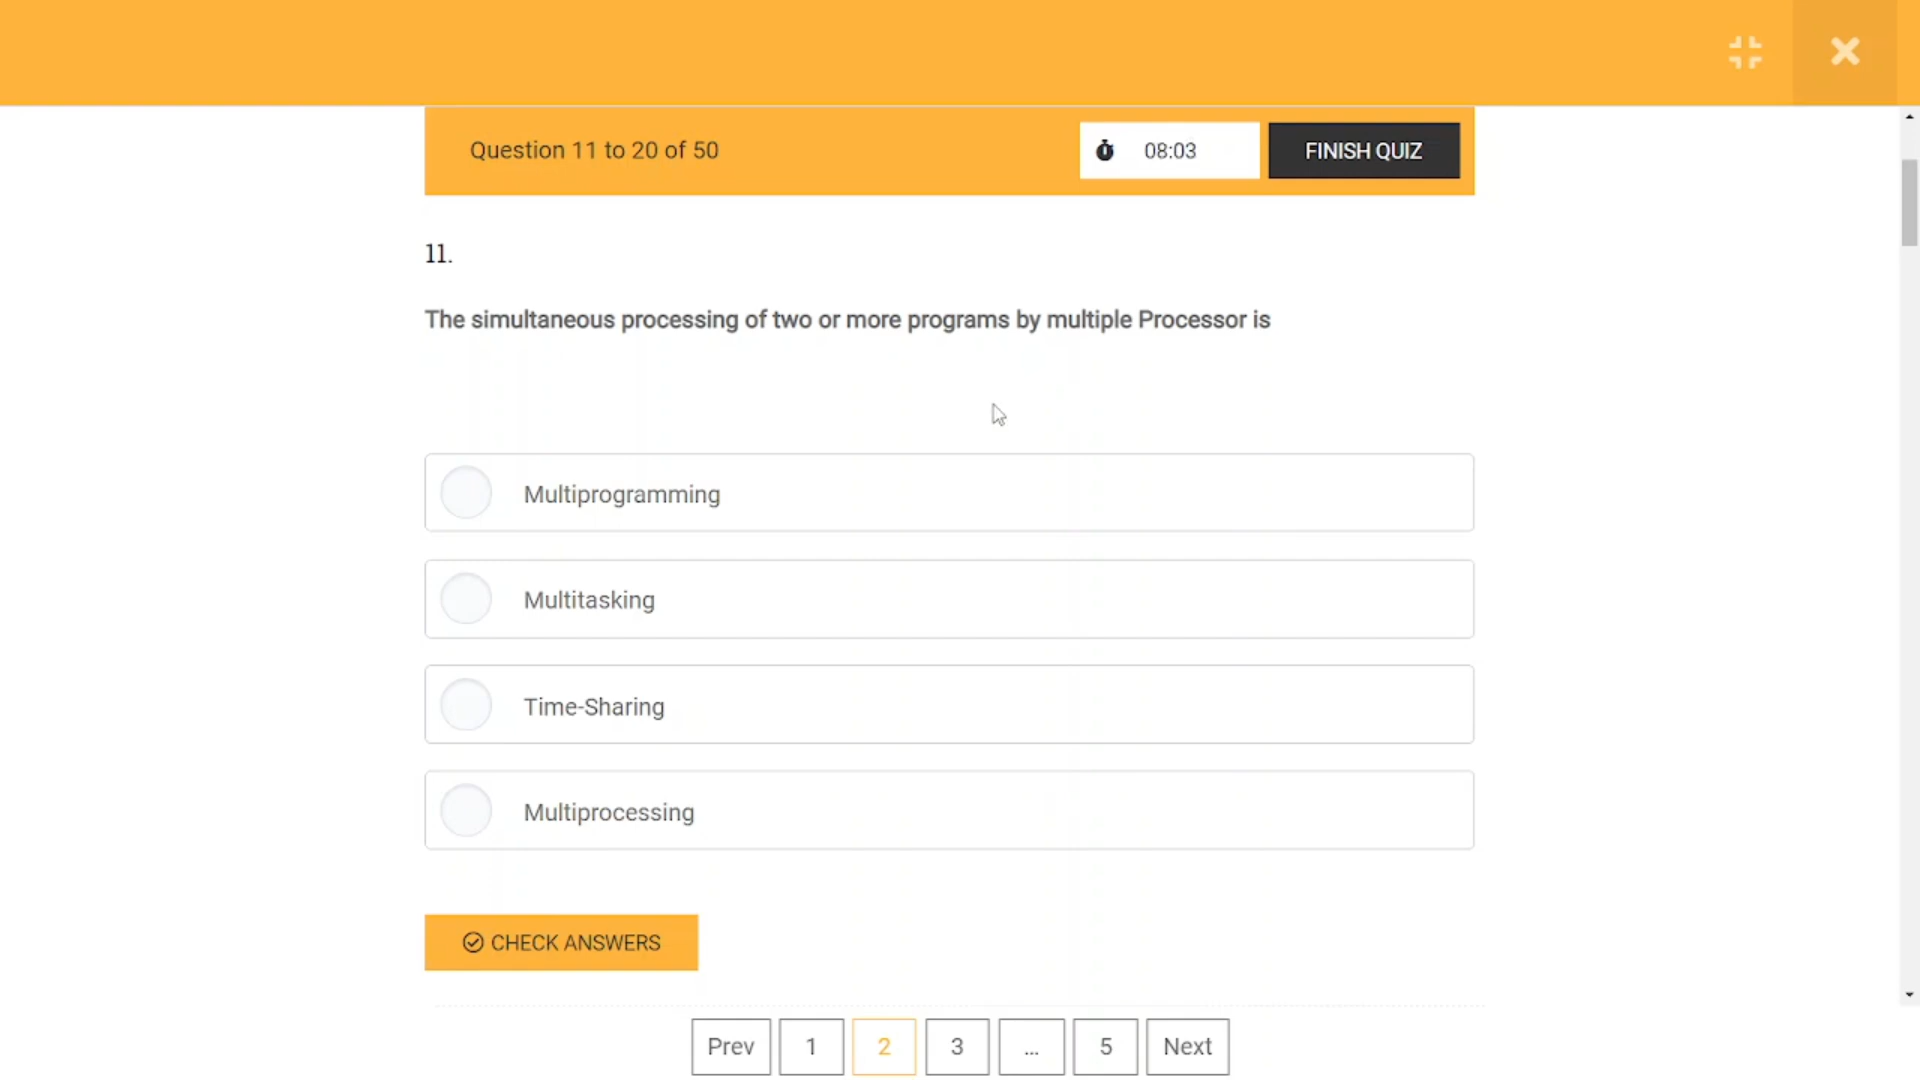 Question 11 to 20 of 50
08:03
FINISH QUIZ
11.
The simultaneous processing of two or more programs by multiple Processor is
Multiprogramming
Multitasking
Time-Sharing
Multiprocessing
CHECK ANSWERS
Prev 1 2 3 ... 5 Next